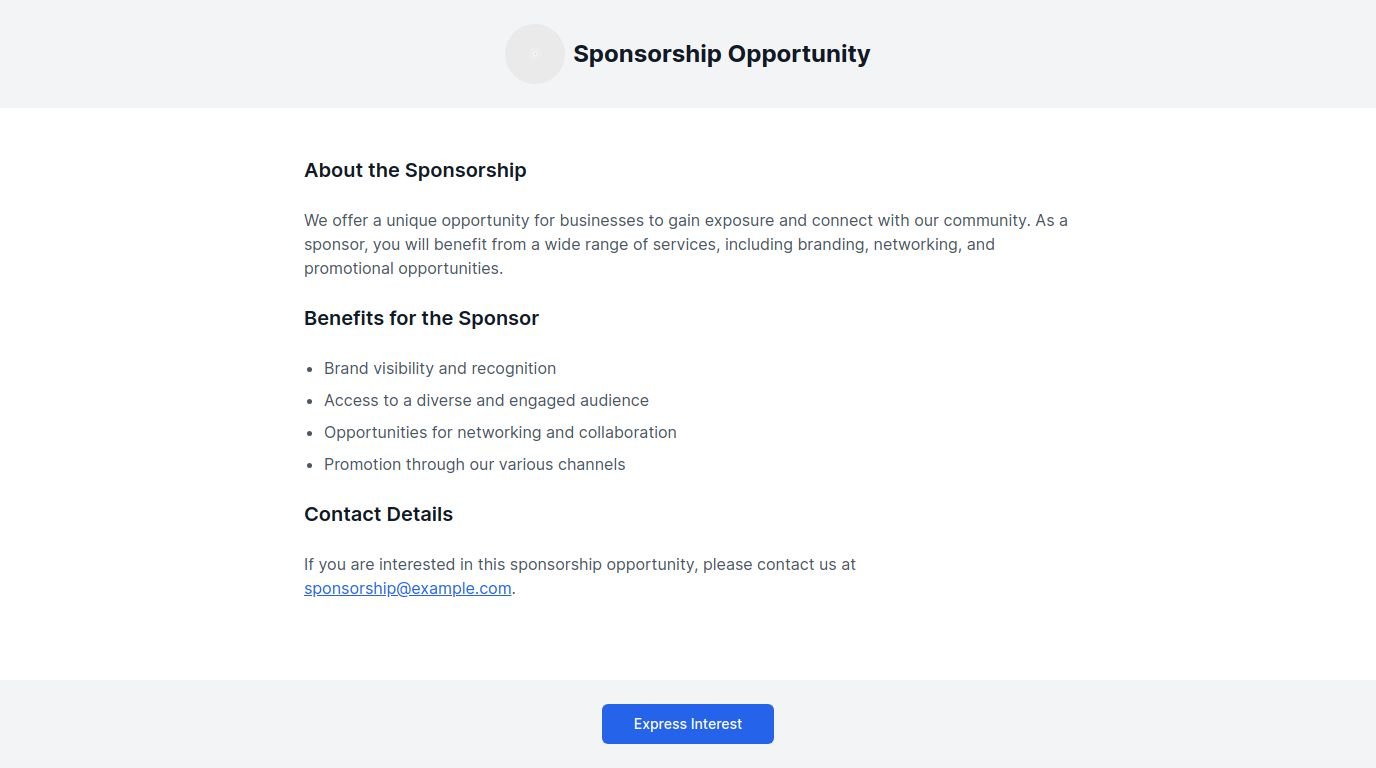 Sponsorship Opportunity
About the Sponsorship
We offer a unique opportunity for businesses to gain exposure and connect with our community. As a
sponsor, you will benefit from a wide range of services, including branding, networking, and
promotional opportunities.
Benefits for the Sponsor
• Brand visibility and recognition
• Access to a diverse and engaged audience
• Opportunities for networking and collaboration
• Promotion through our various channels
Contact Details
If you are interested in this sponsorship opportunity, please contact us at
sponsorship@example.com.
Express Interest